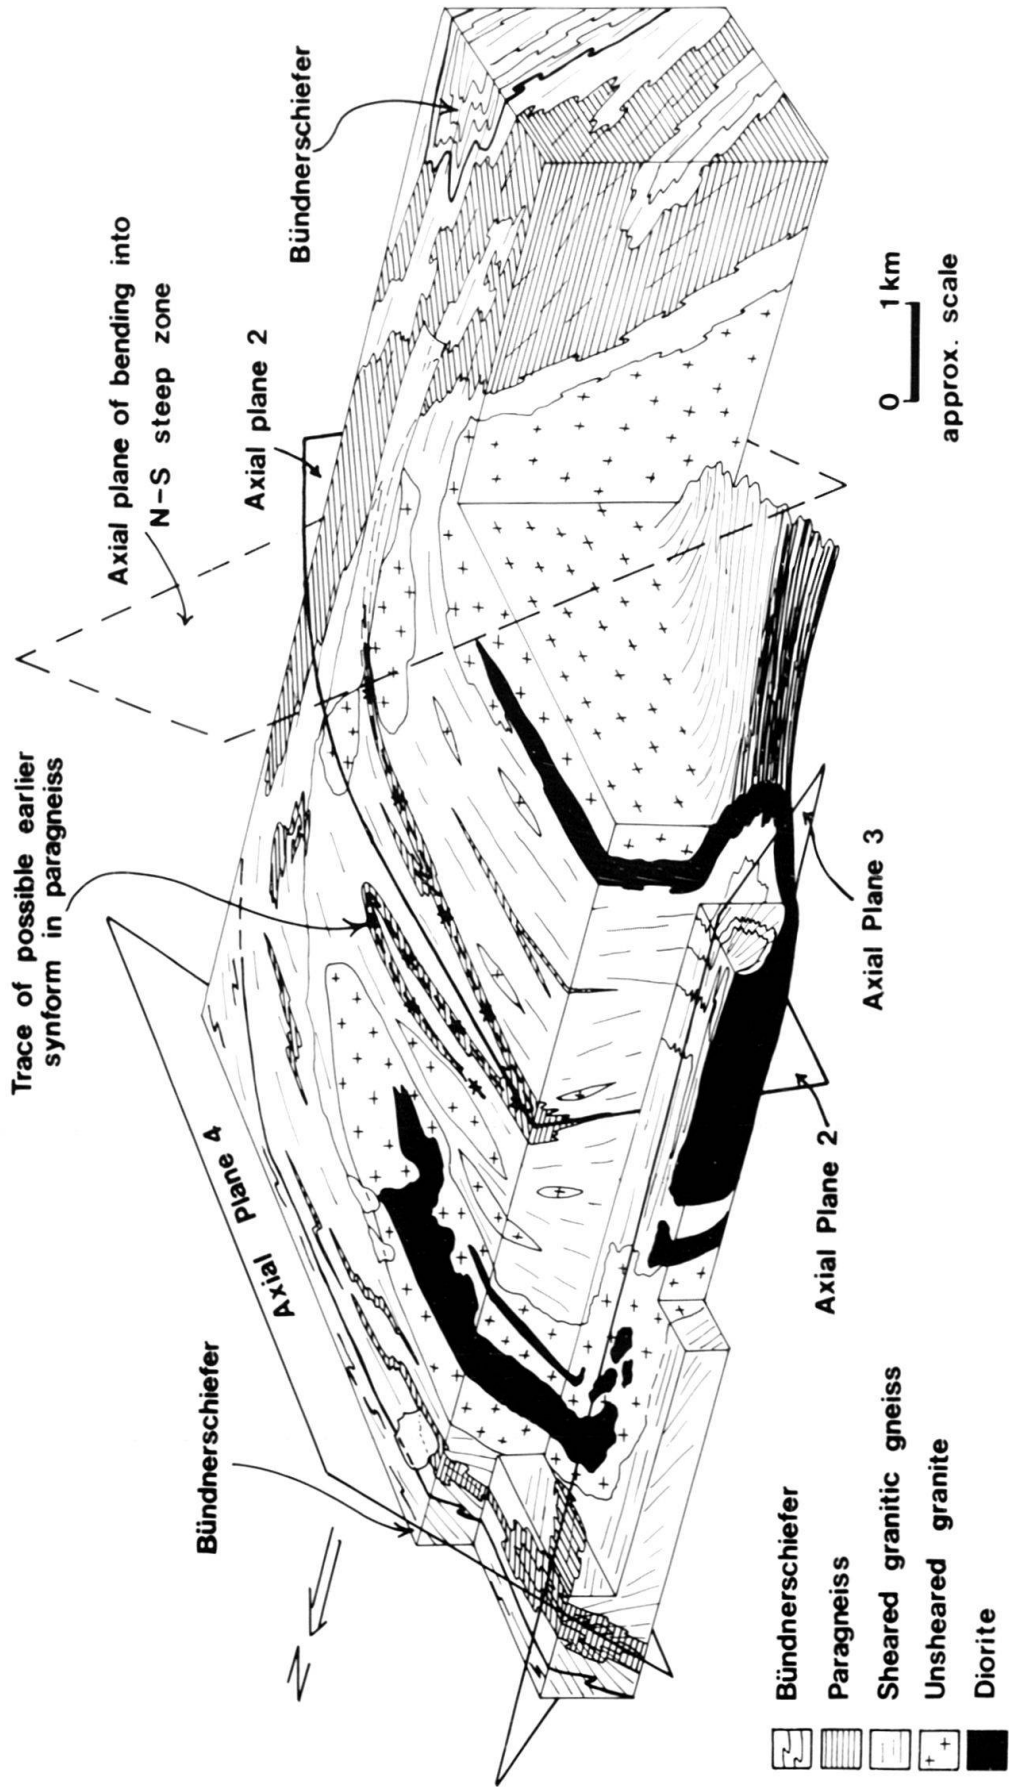 Trace of possible earlier
synform in paragneiss
Axial plane of bending into
N–S steep zone
Axial plane 2
Bündnerschiefer
Axial Plane 4
Bündnerschiefer
N
Axial Plane 2
Axial Plane 3
0 1km
approx. scale
Bündnerschiefer
Paragneiss
Sheared granitic gneiss
Unsheared granite
Diorite